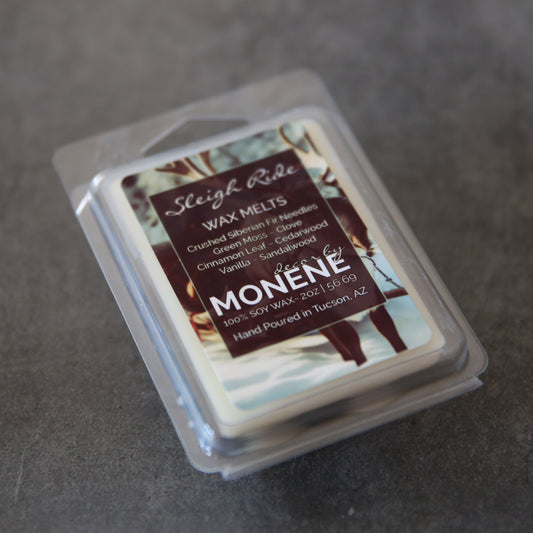 Sleigh Ride
WAX MELTS
Crushed Siberian Fir Needles
Green Moss - Clove
Cinnamon Leaf - Cedarwood
Vanilla - Sandalwood
decor by
MONENE
100% SOY WAX - 2oz | 56.69
Hand Poured in Tucson, AZ